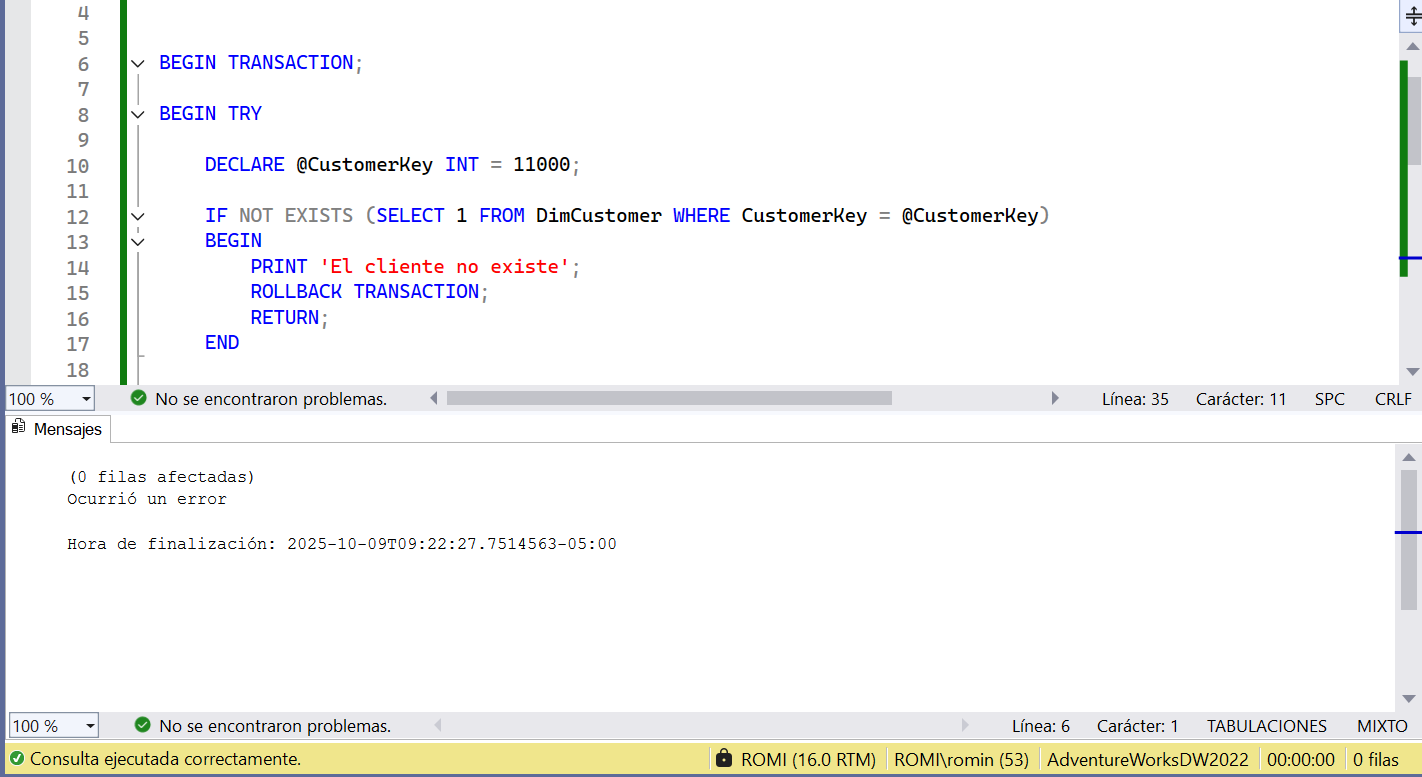 4
5
6 BEGIN TRANSACTION;
7
8 BEGIN TRY
9
10 DECLARE @CustomerKey INT = 11000;
11
12 IF NOT EXISTS (SELECT 1 FROM DimCustomer WHERE CustomerKey = @CustomerKey)
13 BEGIN
14 PRINT 'El cliente no existe';
15 ROLLBACK TRANSACTION;
16 RETURN;
17 END
18
100 % No se encontraron problemas. Línea: 35 Carácter: 11 SPC CRLF
Mensajes
(0 filas afectadas)
Ocurrió un error
Hora de finalización: 2025-10-09T09:22:27.7514563-05:00
100 % No se encontraron problemas. Línea: 6 Carácter: 1 TABULACIONES MIXTO
Consulta ejecutada correctamente. ROMI (16.0 RTM) ROMI\romin (53) AdventureWorksDW2022 00:00:00 0 filas